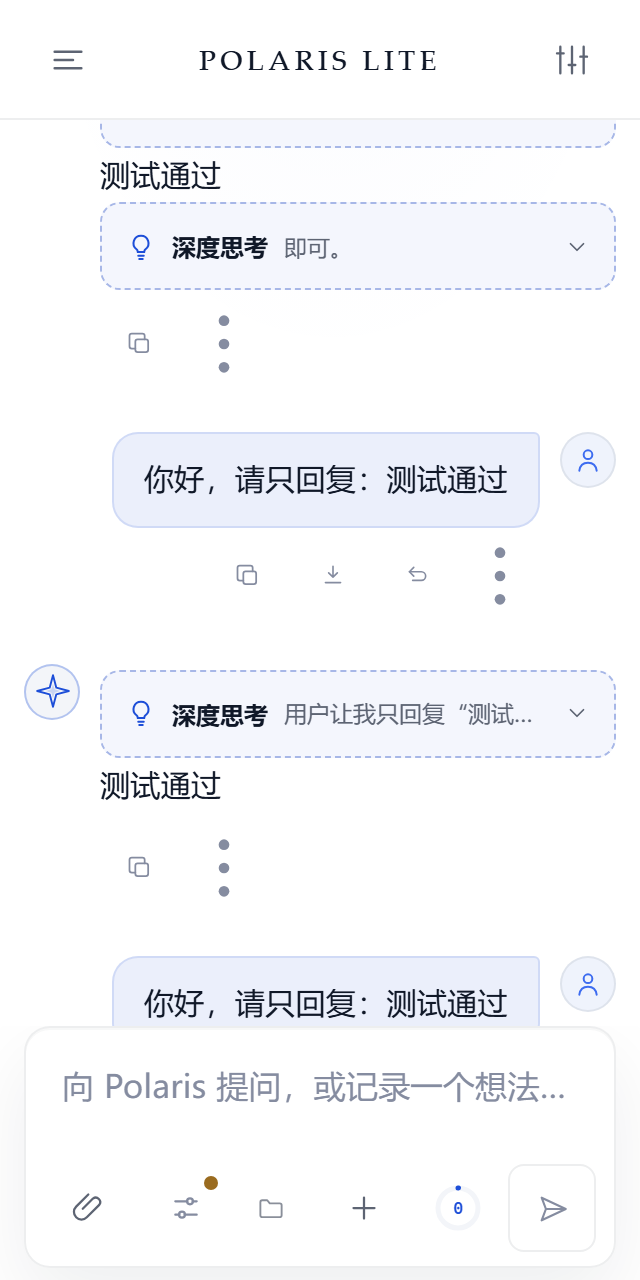 POLARIS LITE
测试通过
深度思考 即可。
你好，请只回复：测试通过
深度思考 用户让我只回复“测试...
测试通过
你好，请只回复：测试通过
向 Polaris 提问，或记录一个想法...
0